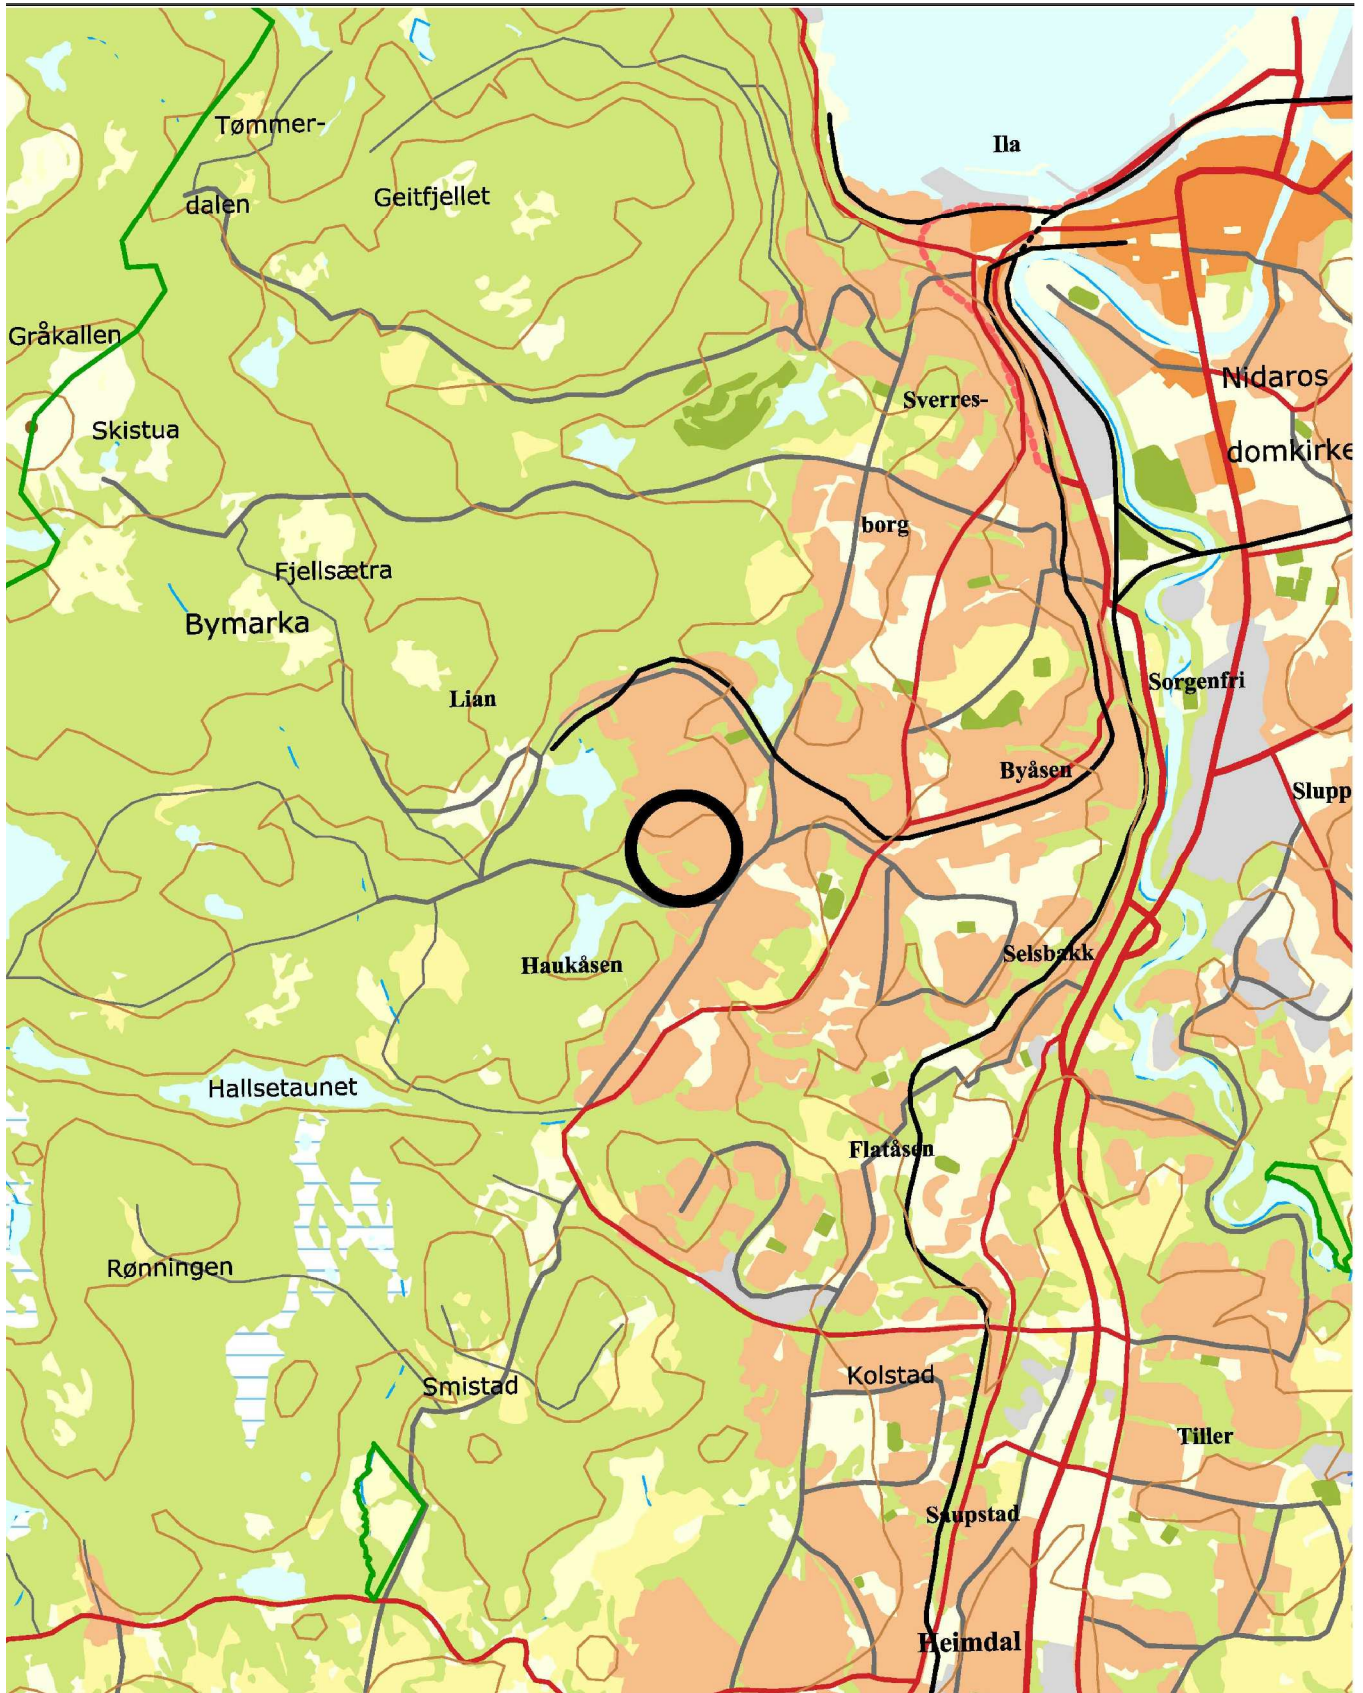 Tømmer-
Ila
Geitfjellet
dalen
Gråkallen
Nidaros
Sverres-
Skistua
domkirke
borg
Fjellsætra
Bymarka
Sorgenfri
Lian
Byåsen
Slupp
Selsbakk
Haukåsen
Hallsetaunet
Flatåsen
Rønningen
Kolstad
Smistad
Tiller
Saupstad
Heimdal